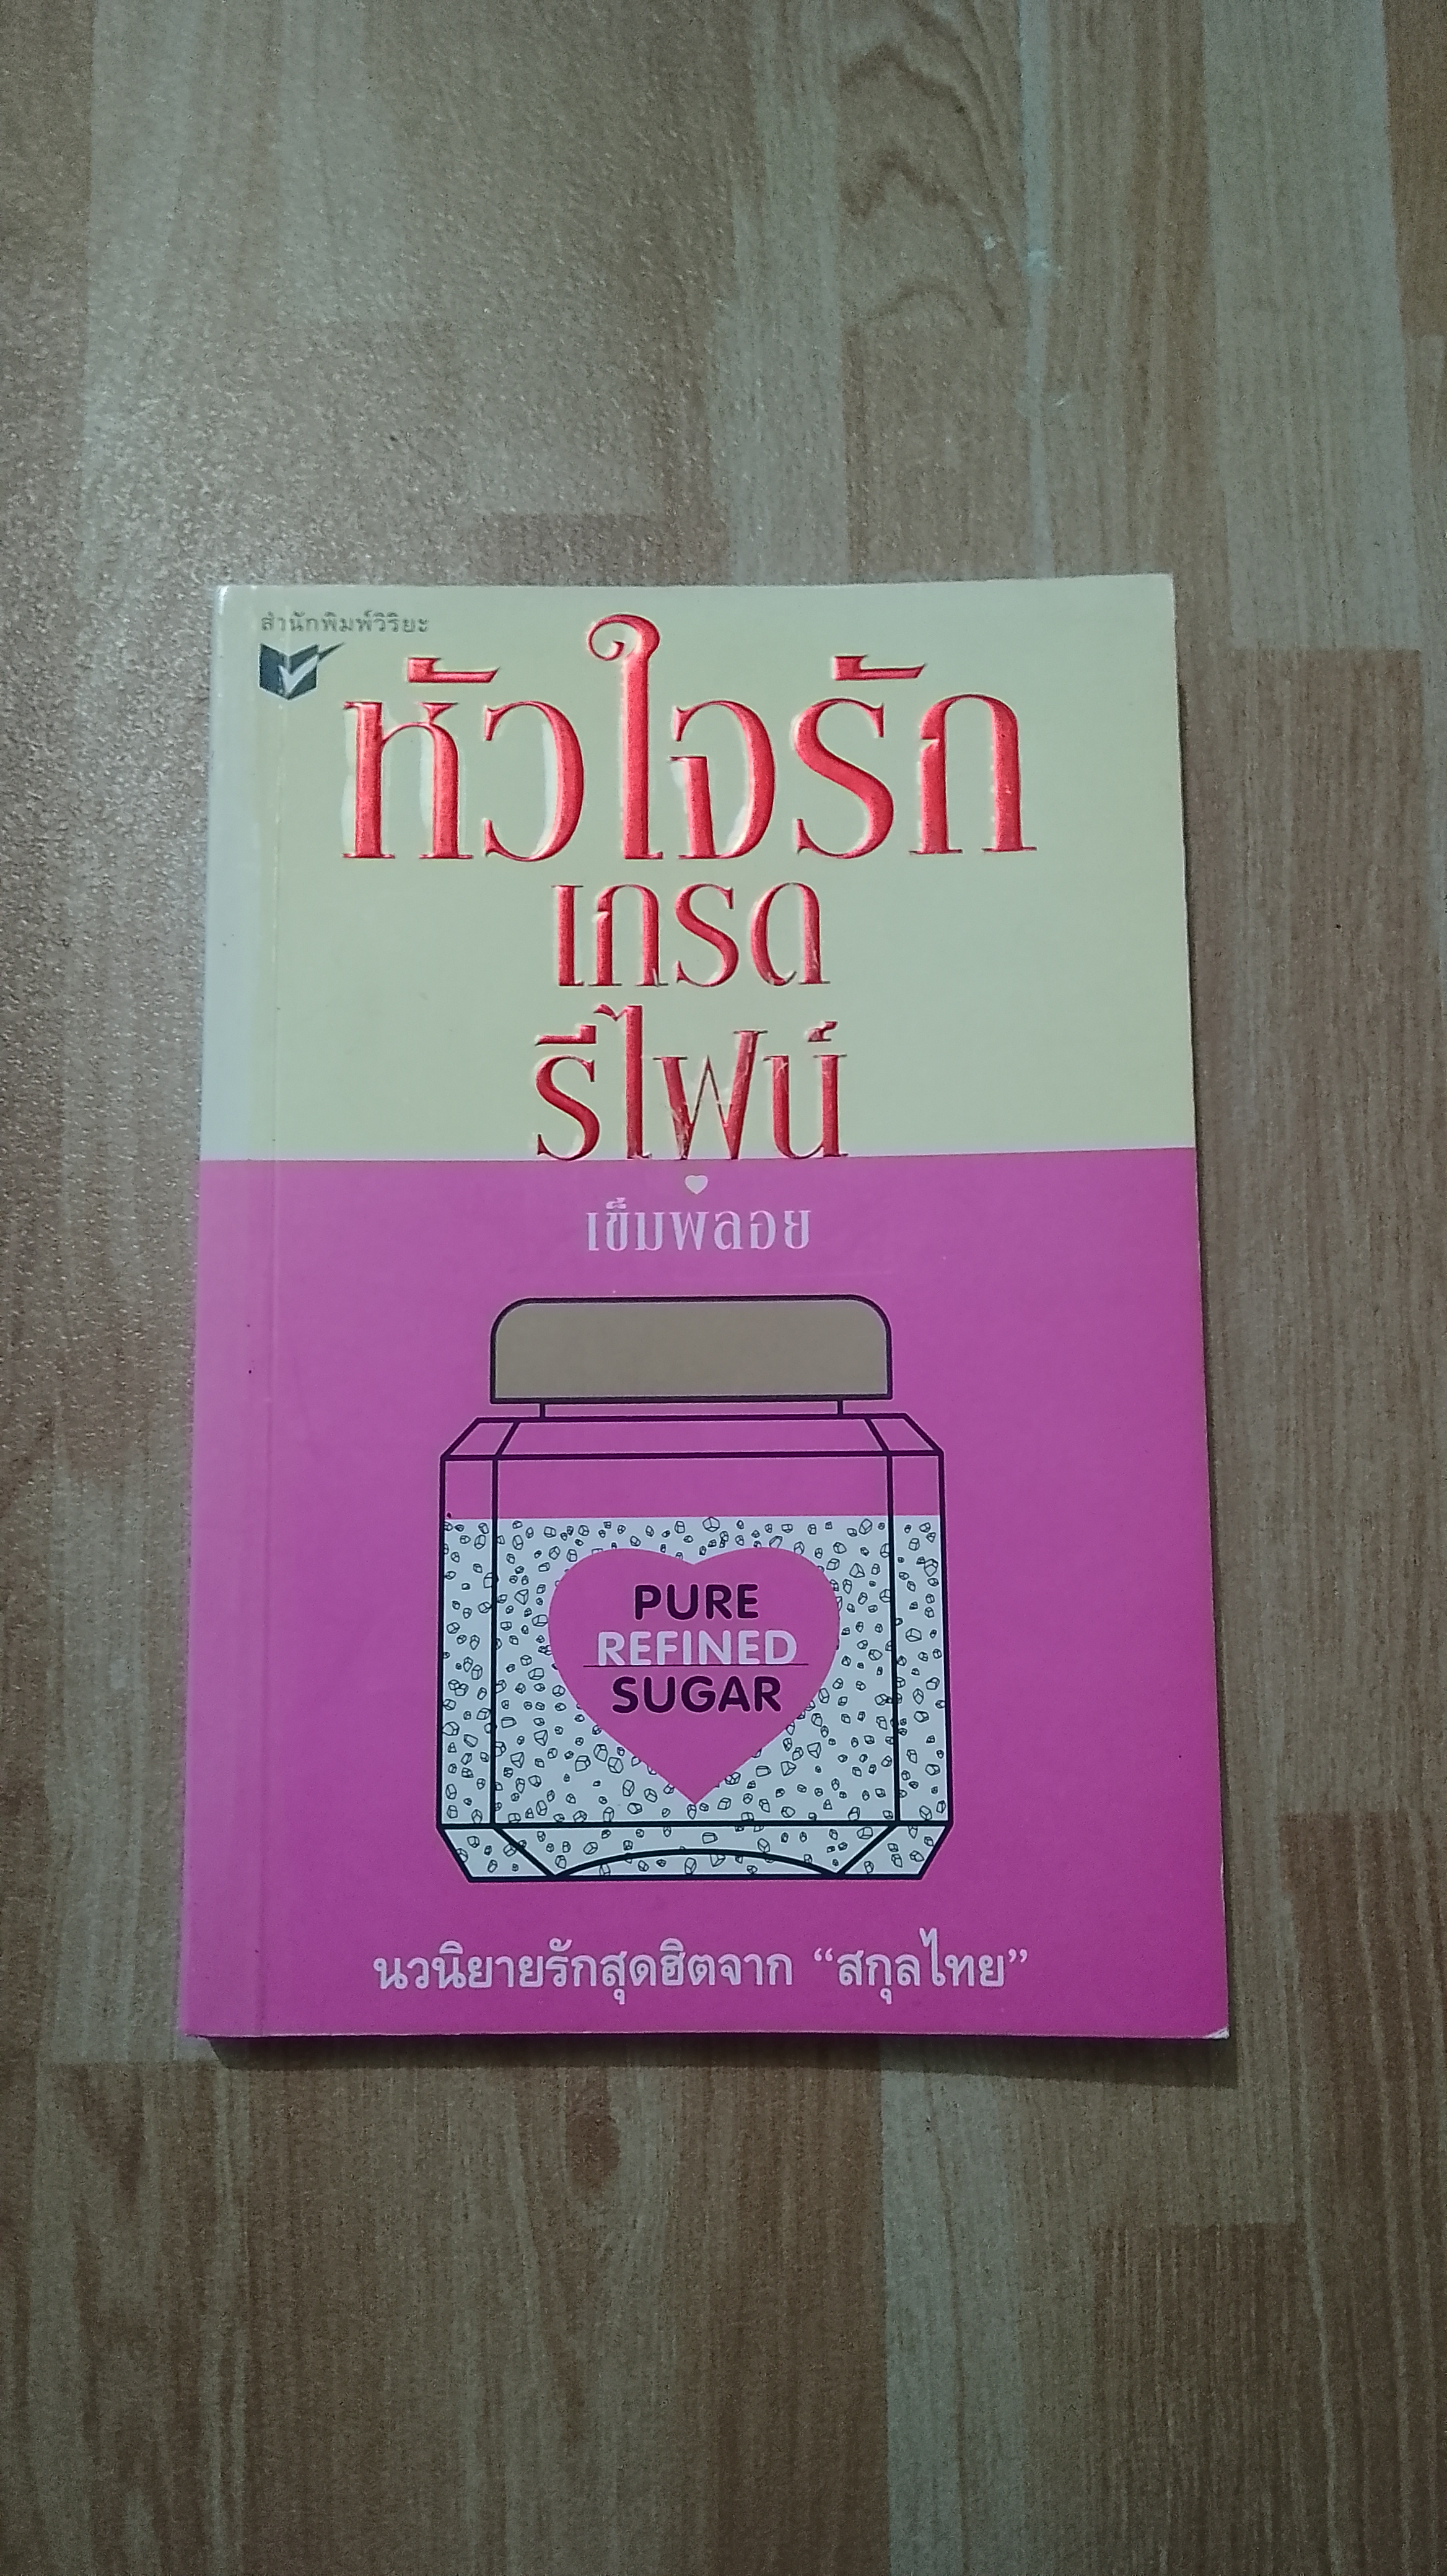 สำนักพิมพ์วิริยะ
หัวใจรัก
เกรด
รีไฟน์
เข็มพลอย
PURE
REFINED
SUGAR
นวนิยายรักสุดฮิตจาก “สกุลไทย”